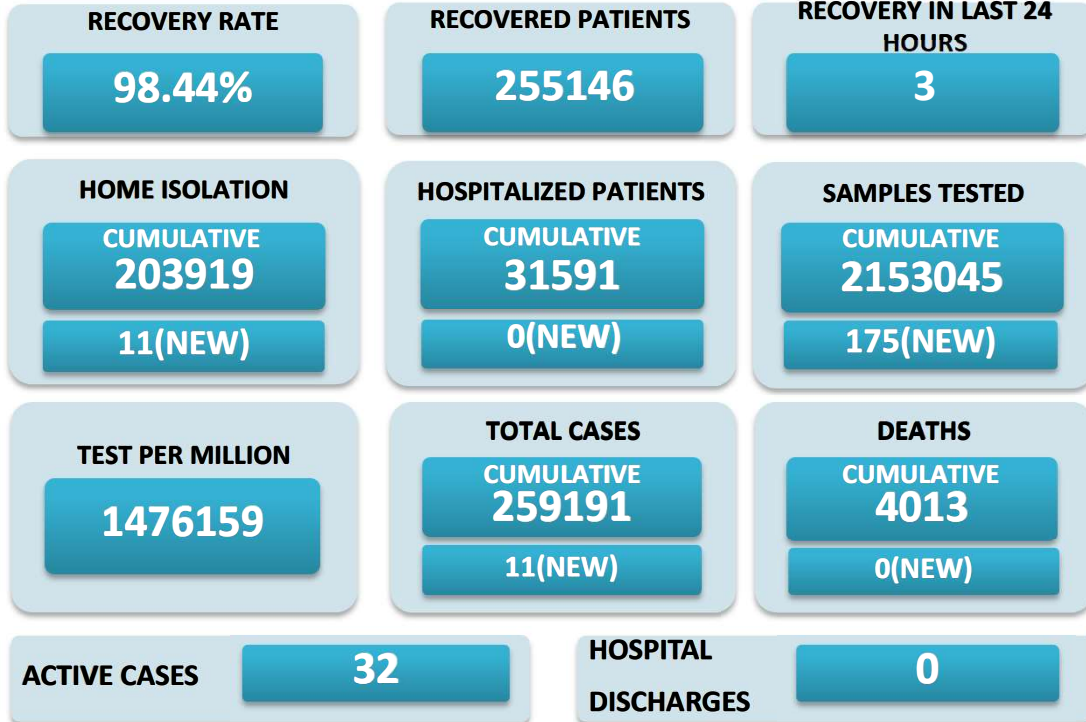 RECOVERY RATE
98.44%
RECOVERED PATIENTS
255146
RECOVERY IN LAST 24
HOURS
3
HOME ISOLATION
CUMULATIVE
203919
11(NEW)
HOSPITALIZED PATIENTS
CUMULATIVE
31591
0(NEW)
SAMPLES TESTED
CUMULATIVE
2153045
175(NEW)
TEST PER MILLION
1476159
TOTAL CASES
CUMULATIVE
259191
11(NEW)
DEATHS
CUMULATIVE
4013
0(NEW)
ACTIVE CASES
32
HOSPITAL
DISCHARGES
0